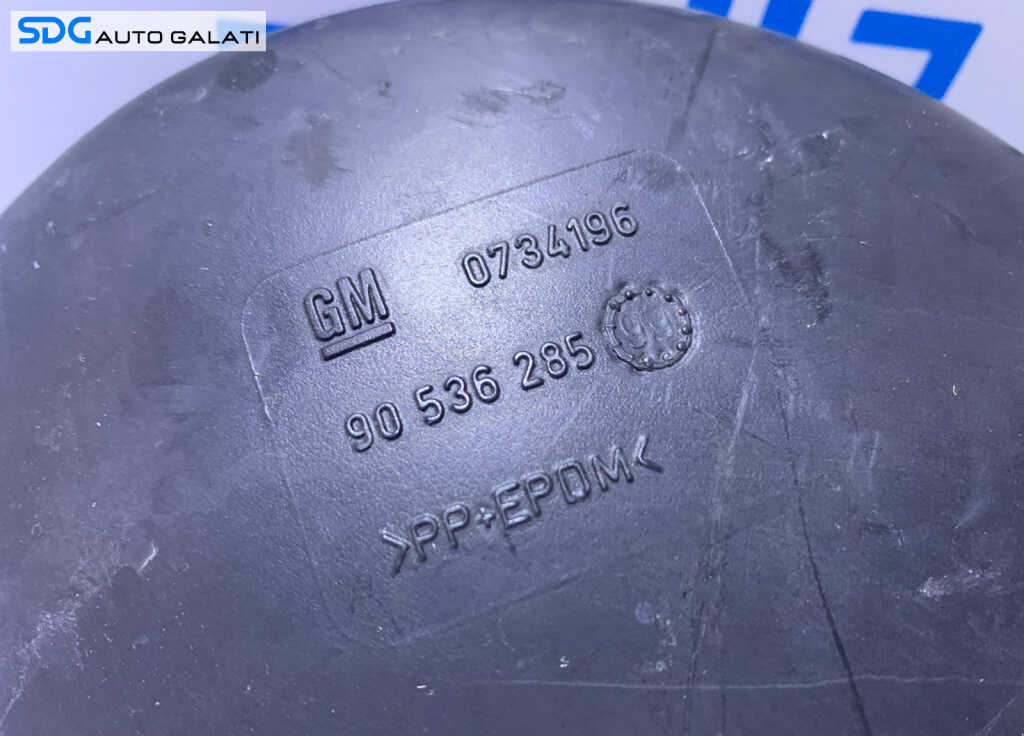 SDG AUTO GALATI
GM 0734196
90 536 285
>PP+EPDM<